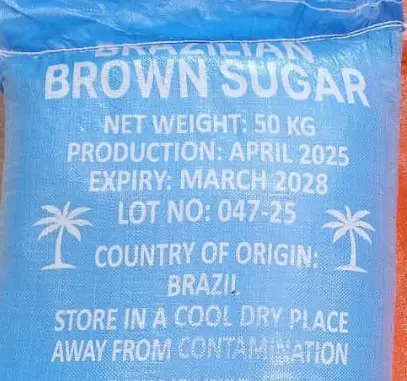 BRAZILIAN
BROWN SUGAR
NET WEIGHT: 50 KG
PRODUCTION: APRIL 2025
EXPIRY: MARCH 2028
LOT NO: 047-25
COUNTRY OF ORIGIN:
BRAZIL
STORE IN A COOL DRY PLACE
AWAY FROM CONTAMINATION